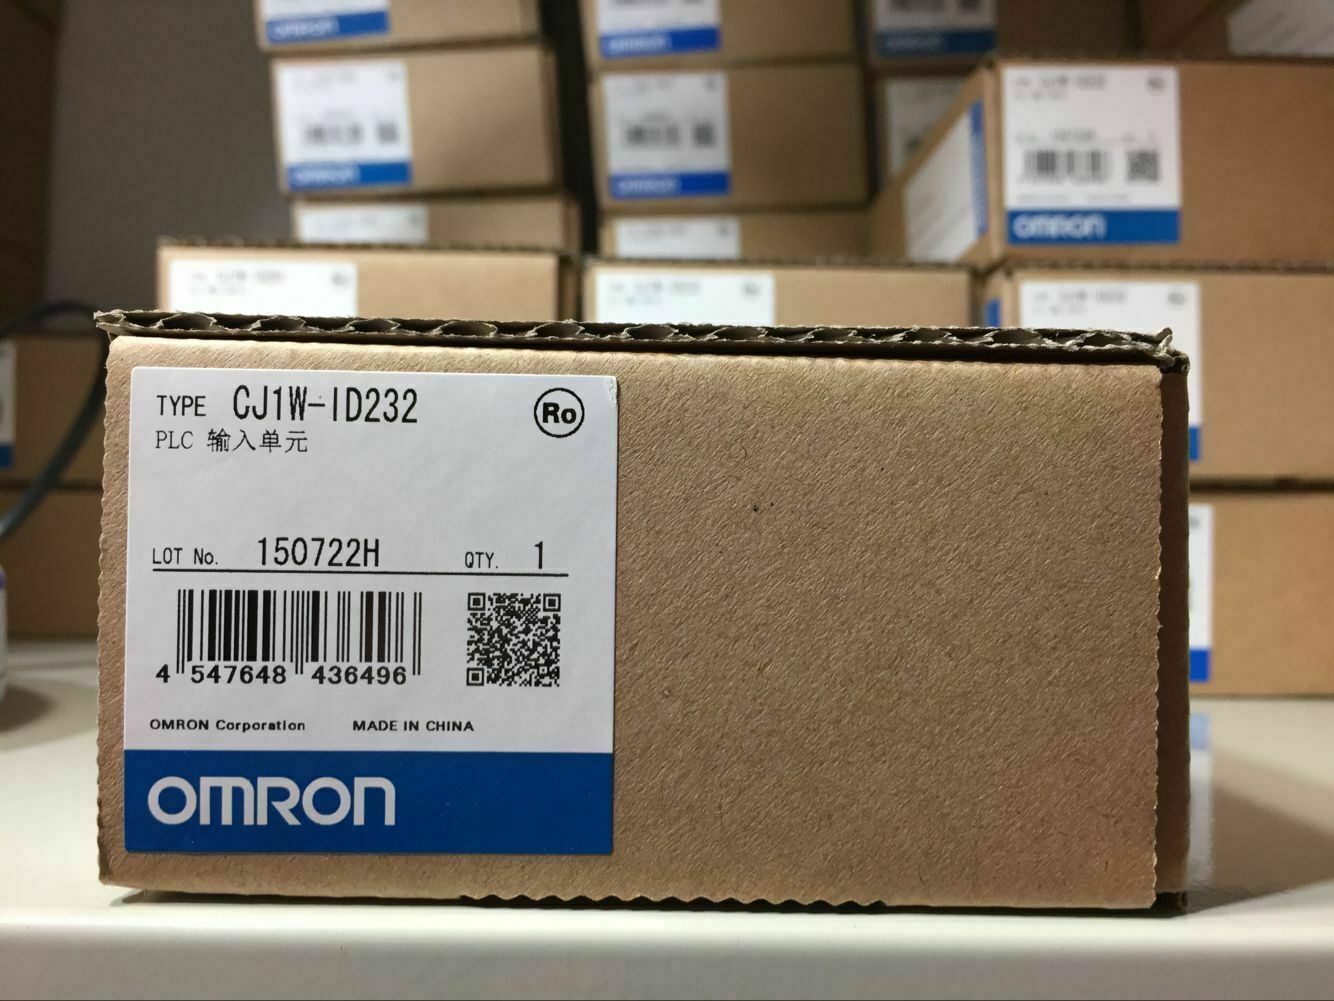 TYPE CJ1W-ID232
Ro
PLC 输入单元
LOT No. 150722H QTY. 1
4 547648 436496
OMRON Corporation MADE IN CHINA
OMRON
OMRON
OMRON
OMRON
OMRON
OMRON
OMRON